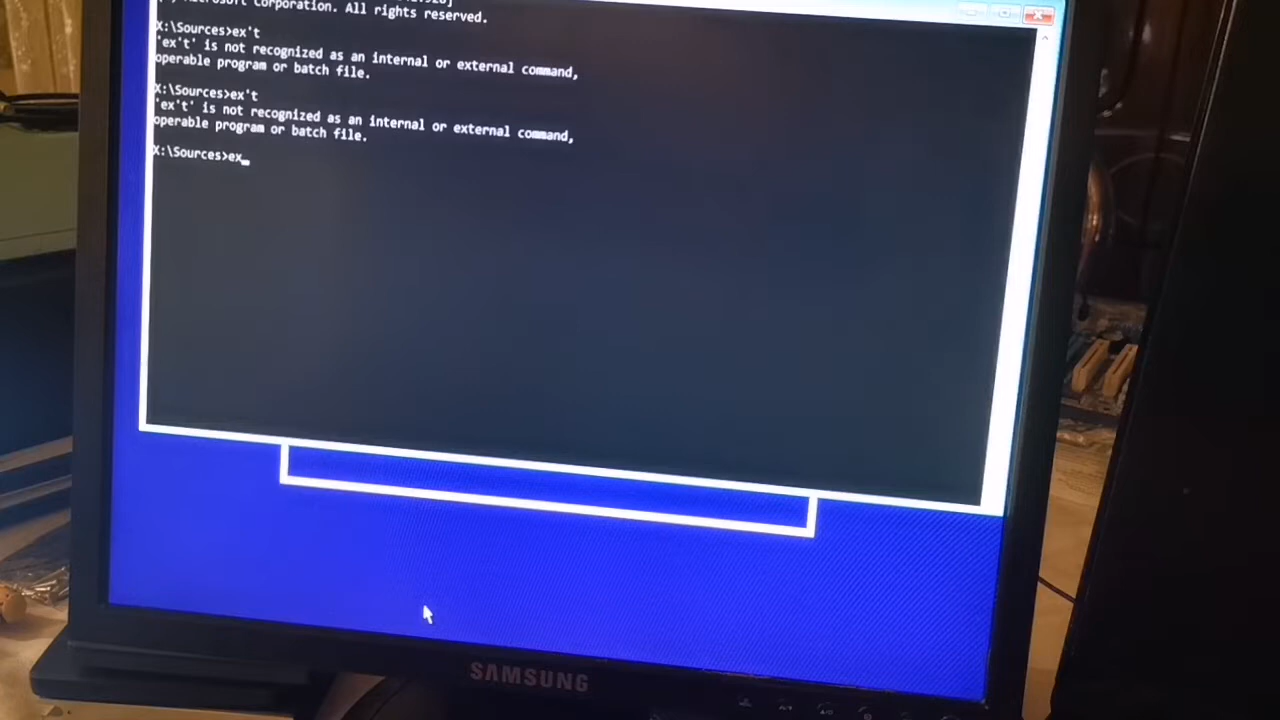 Corporation. All rights reserved.
X:\Sources>ex't
'ex't' is not recognized as an internal or external command,
operable program or batch file.
X:\Sources>ex't
'ex't' is not recognized as an internal or external command,
operable program or batch file.
X:\Sources>ex_
SAMSUNG